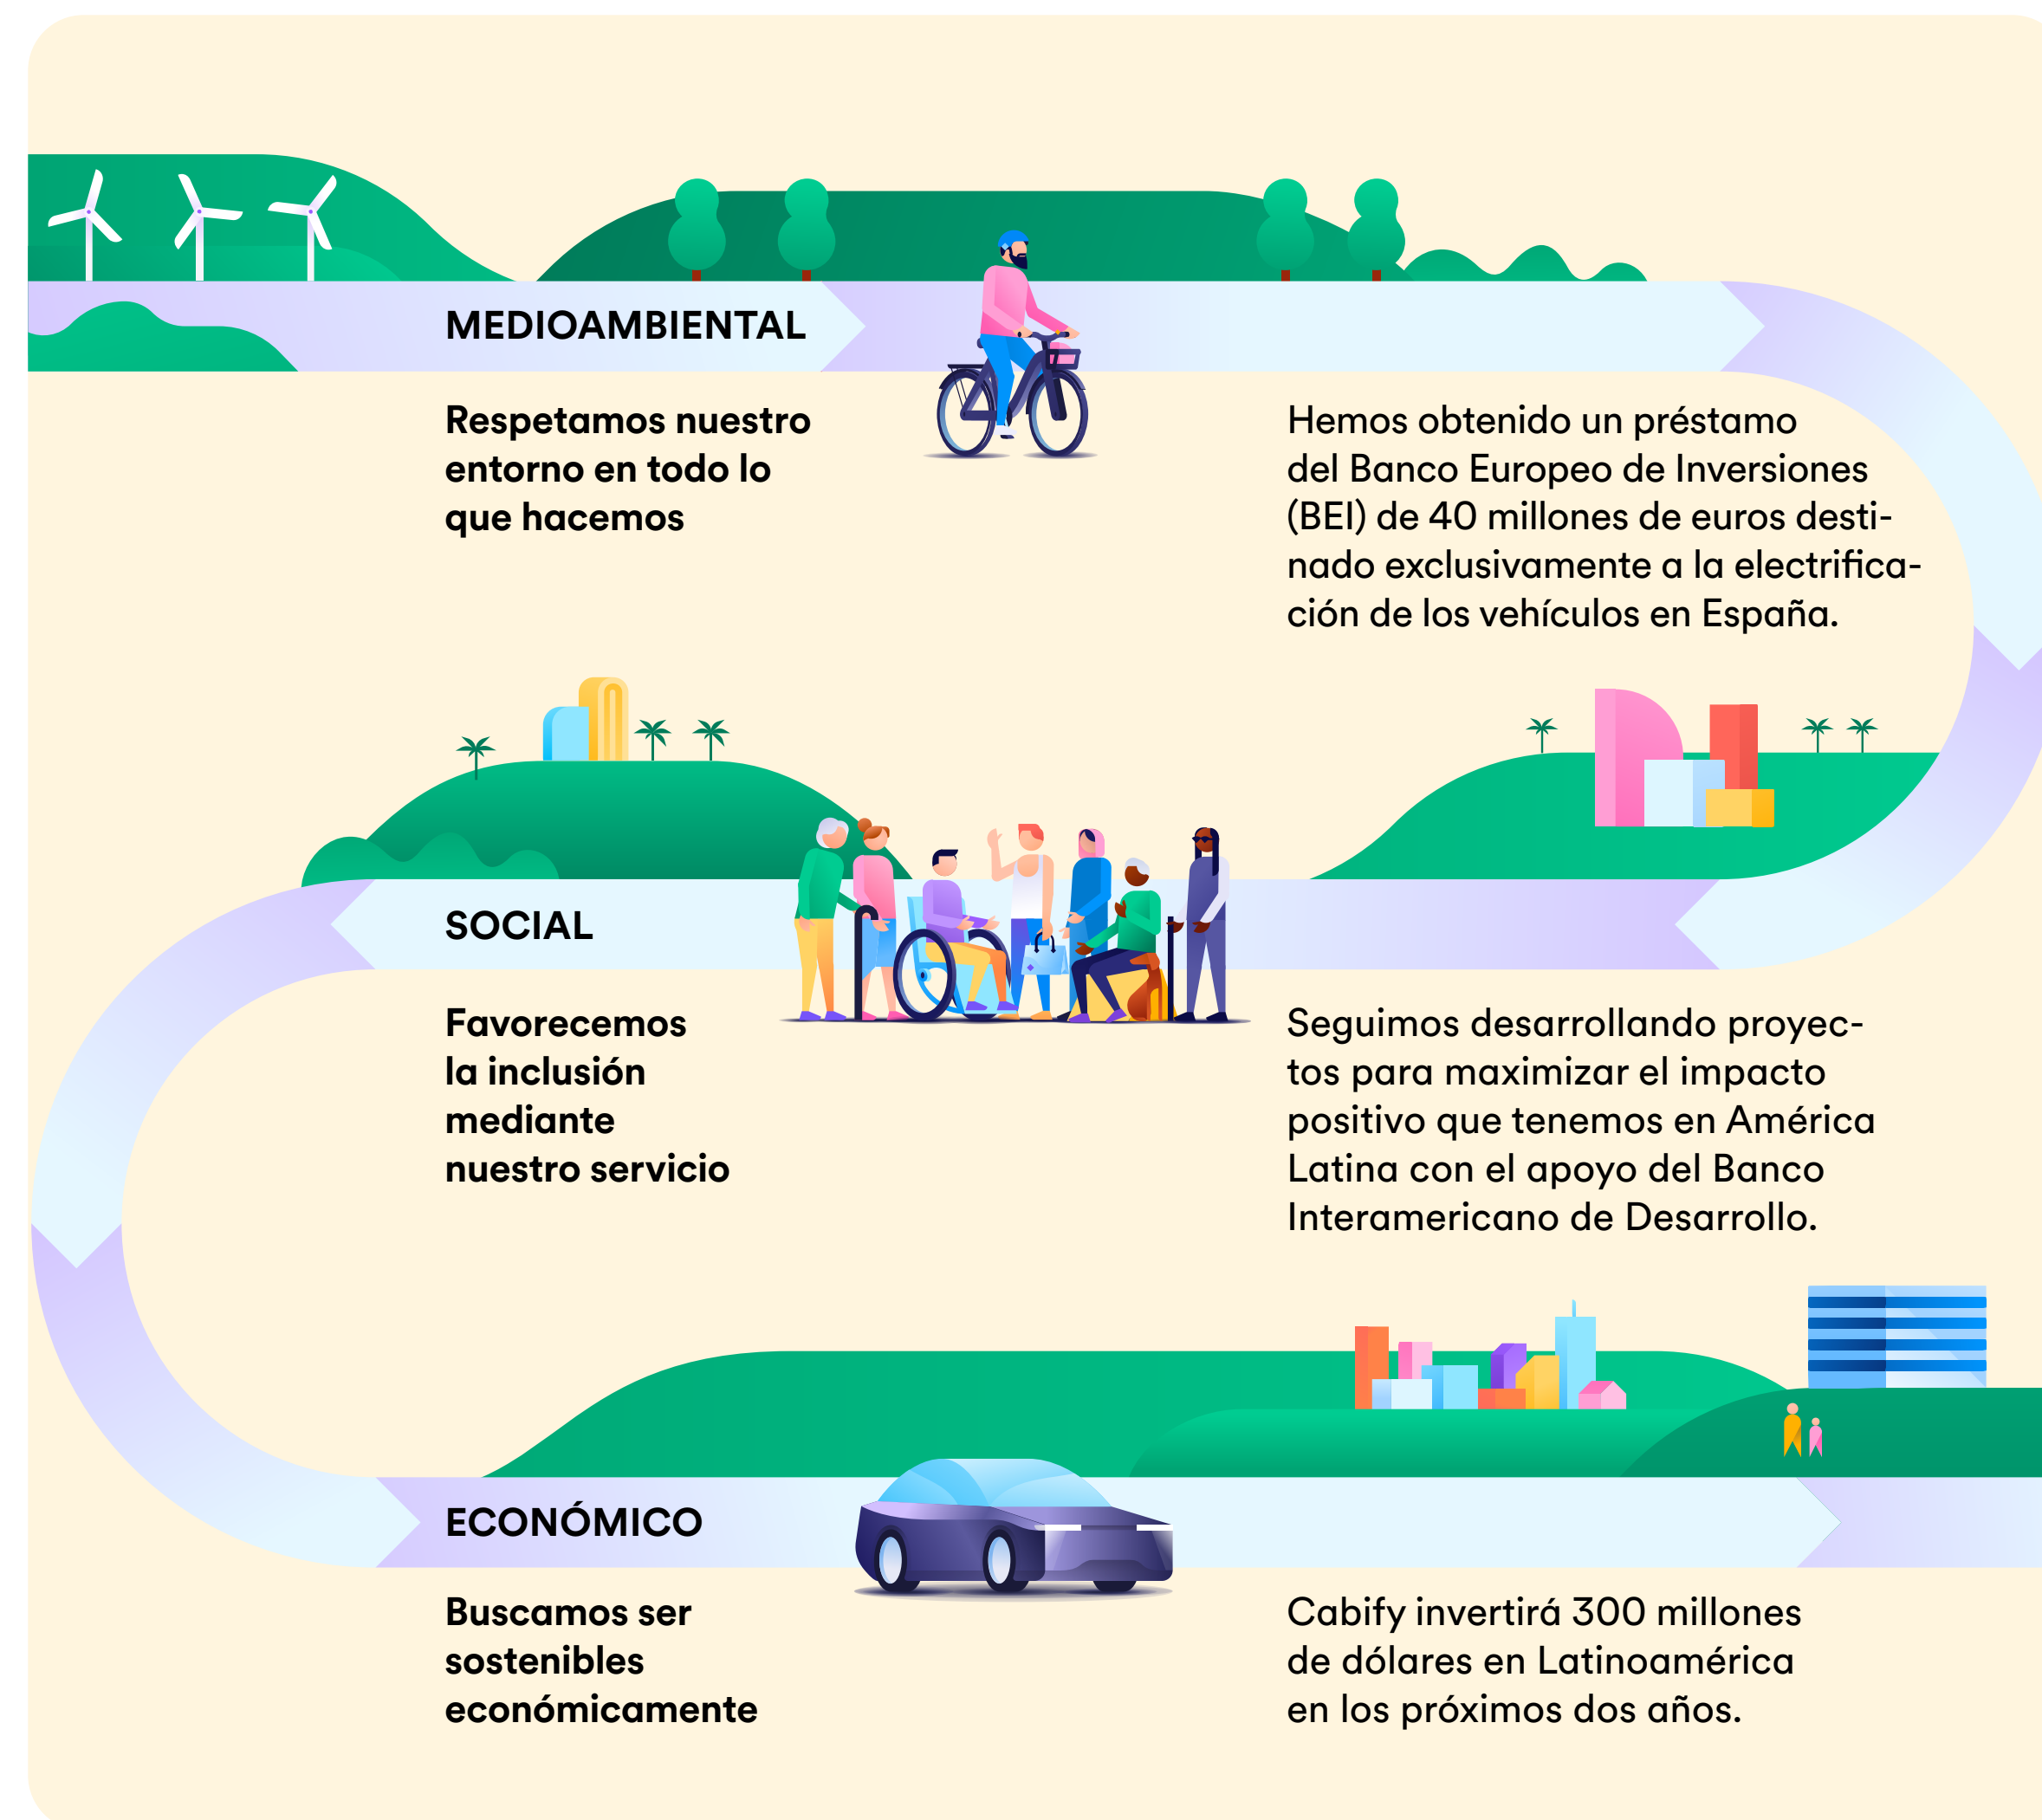 MEDIOAMBIENTAL
Respetamos nuestro
entorno en todo lo
que hacemos
Hemos obtenido un préstamo
del Banco Europeo de Inversiones
(BEI) de 40 millones de euros desti-
nado exclusivamente a la electrifica-
ción de los vehículos en España.
SOCIAL
Favorecemos
la inclusión
mediante
nuestro servicio
Seguimos desarrollando proyec-
tos para maximizar el impacto
positivo que tenemos en América
Latina con el apoyo del Banco
Interamericano de Desarrollo.
ECONÓMICO
Buscamos ser
sostenibles
económicamente
Cabify invertirá 300 millones
de dólares en Latinoamérica
en los próximos dos años.